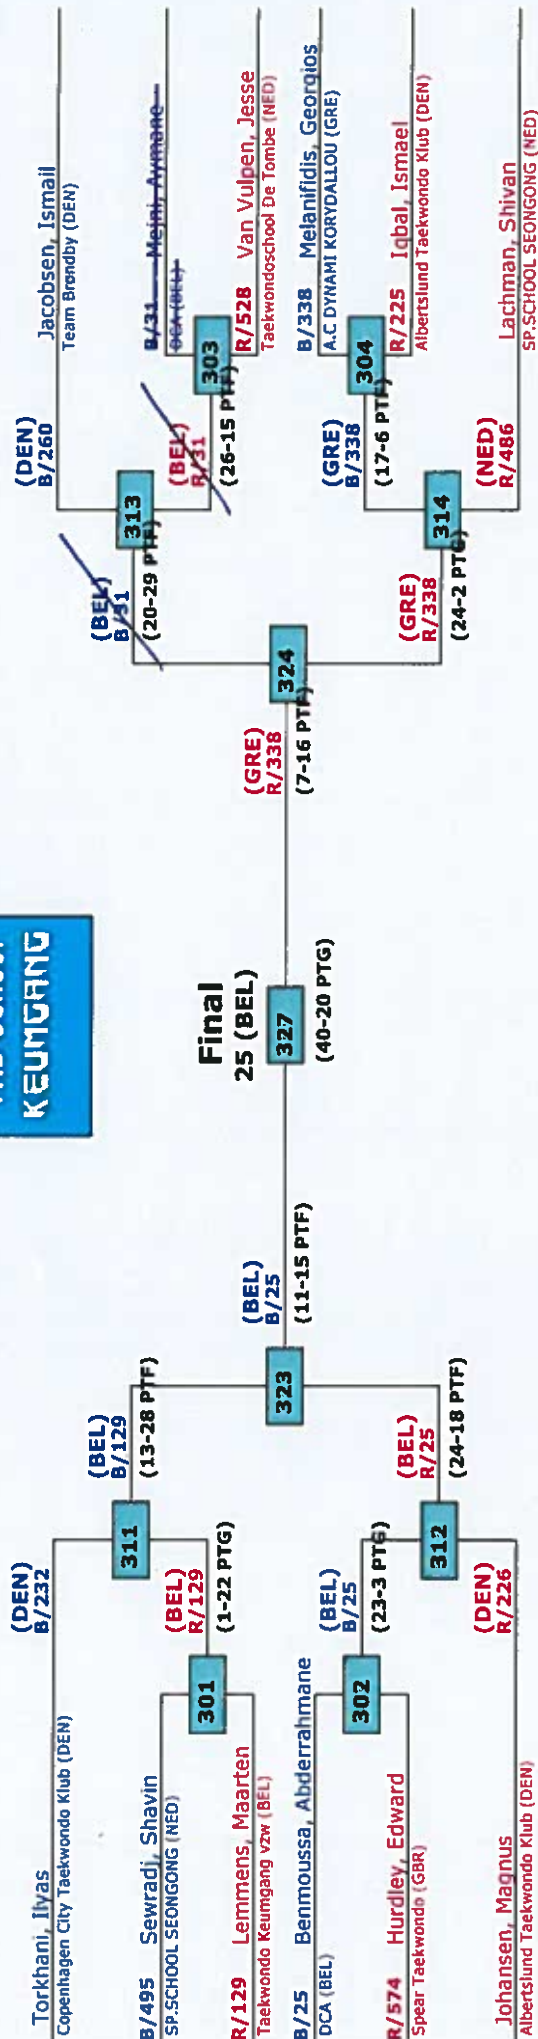 KEUMGANG
Torkhani, Ilyas
Copenhagen City Taekwondo Klub (DEN)
(DEN)
B/232
311
(BEL)
B/129
(13-28 PTF)
B/495 Sewradj, Shavin
SP.SCHOOL SEONGONG (NED)
301
(BEL)
R/129
(1-22 PTG)
R/129 Lemmens, Maarten
Taekwondo Keumgang vzw (BEL)
B/25 Benmoussa, Abderrahmane
DCA (BEL)
302
(BEL)
B/25
(23-3 PTG)
R/574 Hurdley, Edward
Spear Taekwondo (GBR)
312
(BEL)
R/25
(24-18 PTF)
Johansen, Magnus
Albertslund Taekwondo Klub (DEN)
(DEN)
R/226
323
(BEL)
B/25
(11-15 PTF)
Final
25 (BEL)
327
(40-20 PTG)
(GRE)
R/338
(7-16 PTF)
324
(BEL)
B/31
(20-29 PTF)
313
(DEN)
B/260
Jacobsen, Ismail
Team Brøndby (DEN)
(BEL)
R/31
(26-15 PTF)
303
B/31 Mejni, Aymane
DCA (BEL)
R/528 Van Vulpen, Jesse
Taekwondoschool De Tombe (NED)
B/338 Melanifidis, Georgios
A.C DYNAMI KORYDALLOU (GRE)
304
(GRE)
B/338
(17-6 PTF)
R/225 Iqbal, Ismael
Albertslund Taekwondo Klub (DEN)
314
(GRE)
R/338
(24-2 PTG)
(NED)
R/486
Lachman, Shivan
SP.SCHOOL SEONGONG (NED)